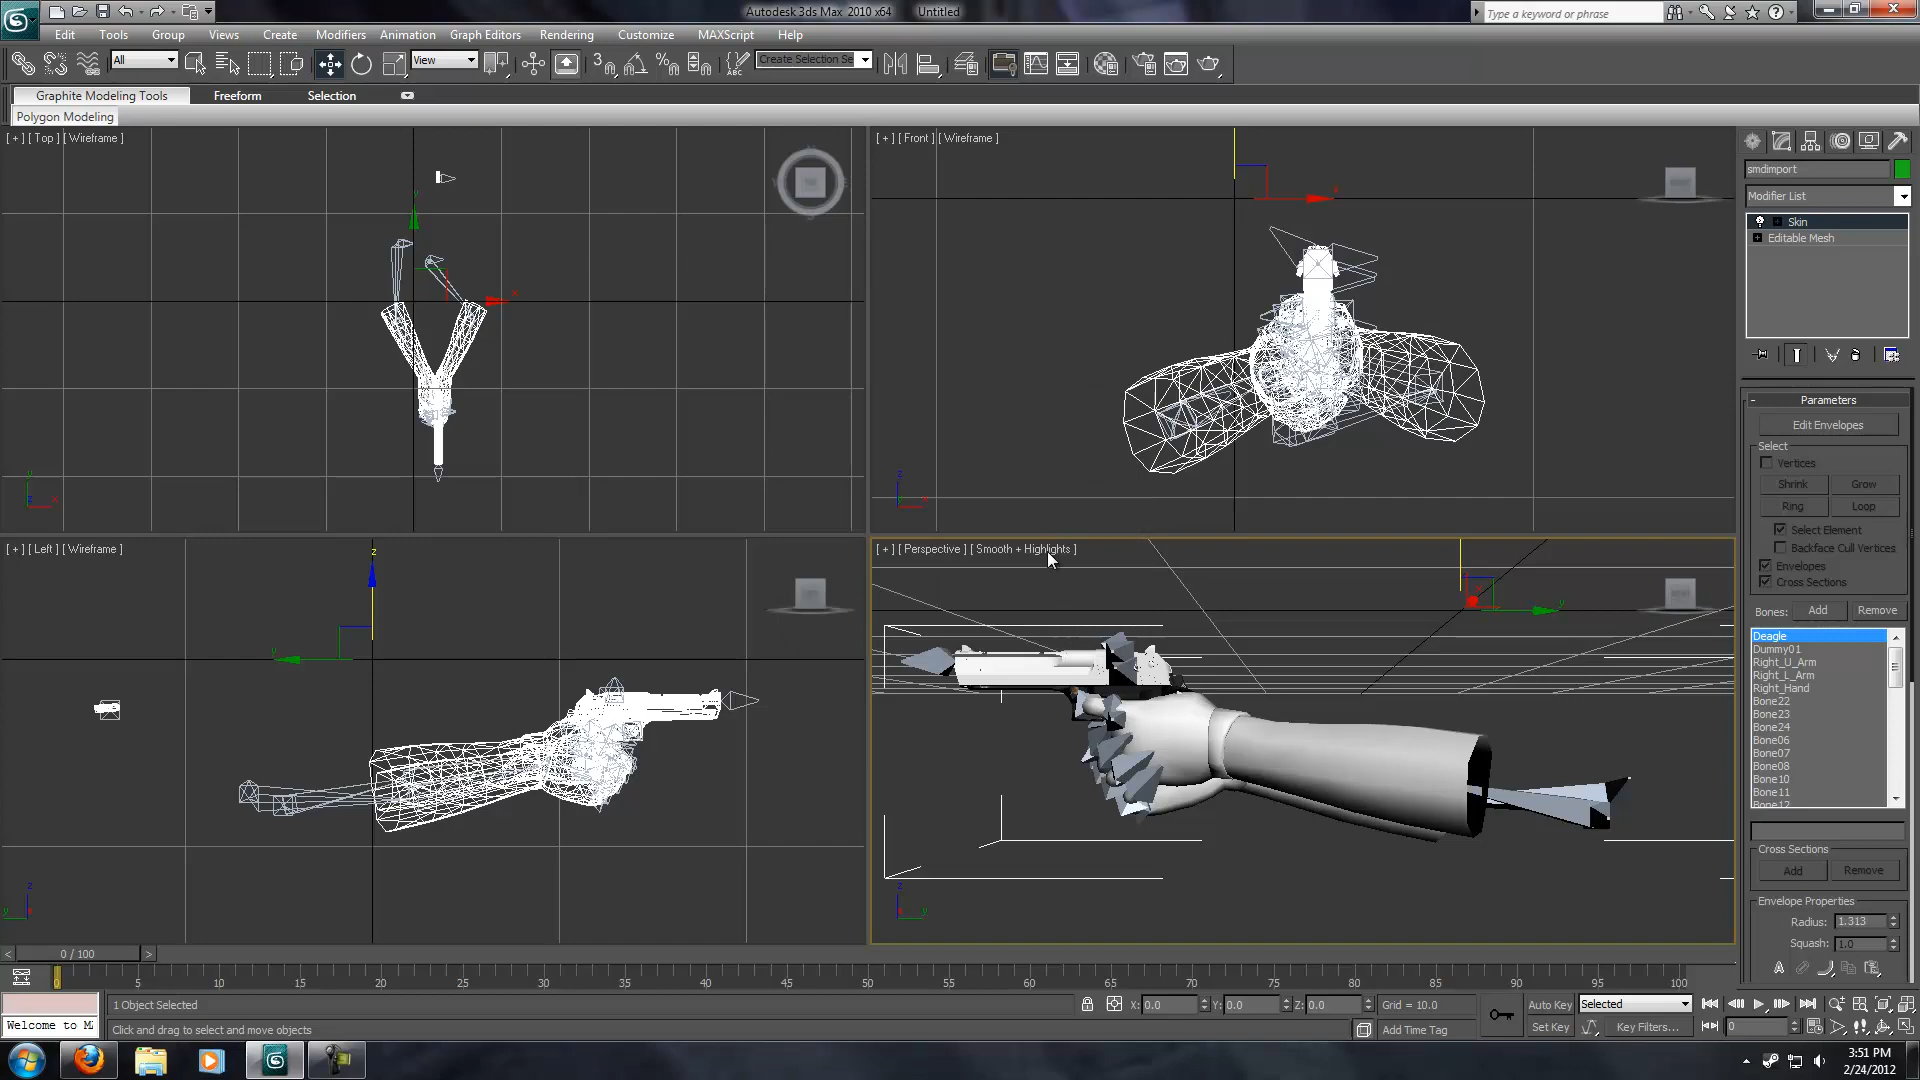 Autodesk 3ds Max 2010 x64 Untitled
Type a keyword or phrase
Edit Tools Group Views Create Modifiers Animation Graph Editors Rendering Customize MAXScript Help
All
View
3
ABC
Create Selection Se
Graphite Modeling Tools Freeform Selection
Polygon Modeling
[ + ] [ Top ] [ Wireframe ]
[ + ] [ Front ] [ Wireframe ]
[ + ] [ Left ] [ Wireframe ]
[ + ] [ Perspective ] [ Smooth + Highlights ]
smdimport
Modifier List
Skin
Editable Mesh
Parameters
Edit Envelopes
Select
Vertices
Shrink Grow
Ring Loop
Select Element
Backface Cull Vertices
Envelopes
Cross Sections
Bones: Add Remove
Deagle
Dummy01
Right_U_Arm
Right_L_Arm
Right_Hand
Bone22
Bone23
Bone24
Bone06
Bone07
Bone08
Bone10
Bone11
Bone12
Cross Sections
Add Remove
Envelope Properties
Radius: 1.313
Squash: 1.0
< 0 / 100 >
0 5 10 15 20 25 30 35 40 45 50 55 60 65 70 75 80 85 90 95 100
1 Object Selected
X: 0.0 Y: 0.0 Z: 0.0 Grid = 10.0
Auto Key Selected
Welcome to M
Click and drag to select and move objects
Add Time Tag
Set Key Key Filters...
0
3:51 PM
2/24/2012